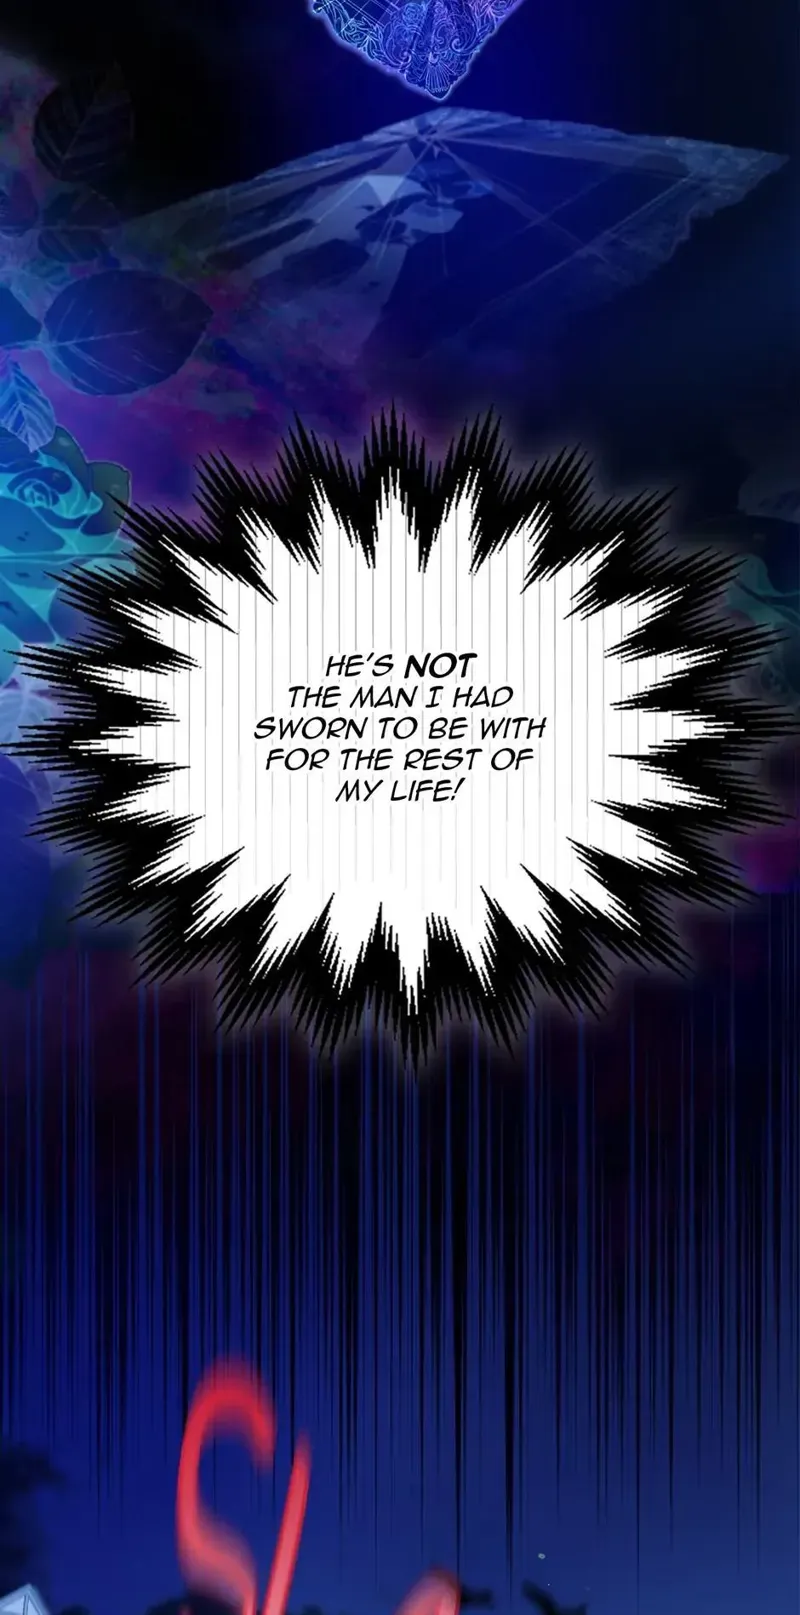 HE'S NOT
THE MAN I HAD
SWORN TO BE WITH
FOR THE REST OF
MY LIFE!